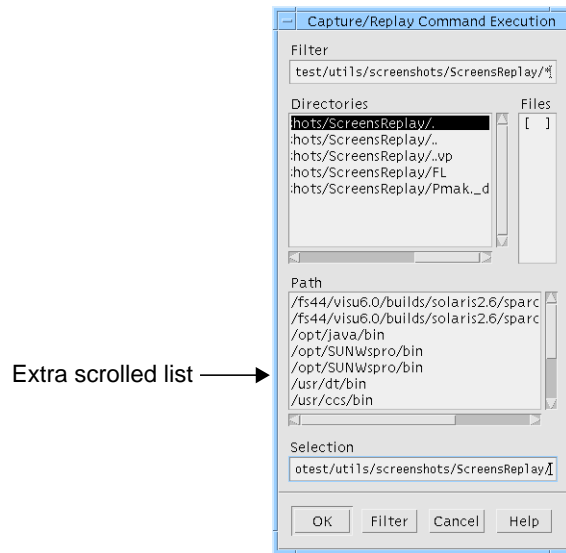 Capture/Replay Command Execution
Filter
test/utils/screenshots/ScreensReplay/*
Directories
Files
:hots/ScreensReplay/.
[ ]
:hots/ScreensReplay/..
:hots/ScreensReplay/..vp
:hots/ScreensReplay/FL
:hots/ScreensReplay/Pmak._d
Path
/fs44/visu6.0/builds/solaris2.6/sparc
/fs44/visu6.0/builds/solaris2.6/sparc
/opt/java/bin
/opt/SUNWspro/bin
/opt/SUNWspro/bin
/usr/dt/bin
/usr/ccs/bin
Extra scrolled list
Selection
otest/utils/screenshots/ScreensReplay/
OK
Filter
Cancel
Help